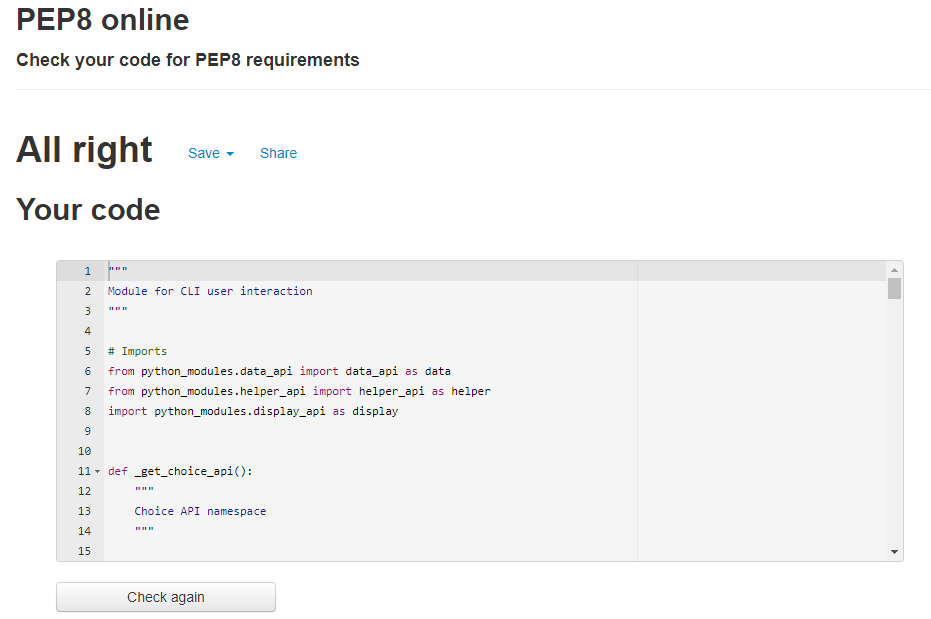 PEP8 online
Check your code for PEP8 requirements
All right Save Share
Your code
1 """
2 Module for CLI user interaction
3 """
4
5 # Imports
6 from python_modules.data_api import data_api as data
7 from python_modules.helper_api import helper_api as helper
8 import python_modules.display_api as display
9
10
11 def _get_choice_api():
12     """
13     Choice API namespace
14     """
15
Check again